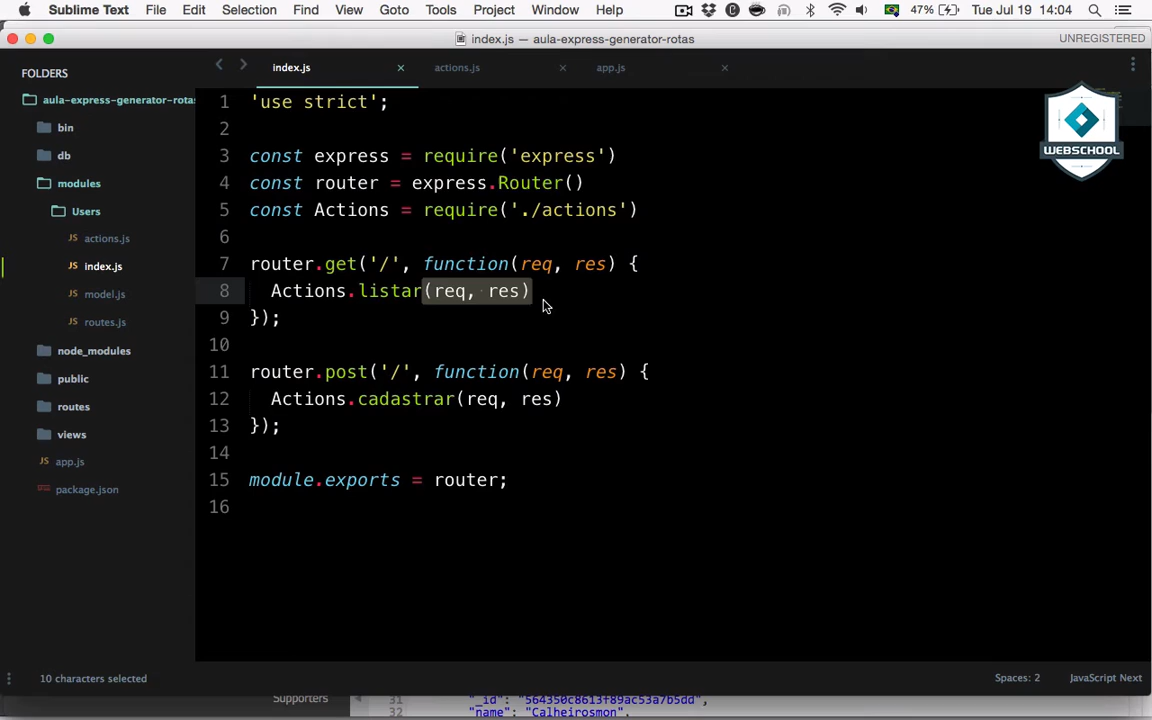 Sublime Text File Edit Selection Find View Goto Tools Project Window Help 47% Tue Jul 19 14:04
index.js — aula-express-generator-rotas UNREGISTERED
FOLDERS
aula-express-generator-rotas
bin
db
modules
Users
actions.js
index.js
model.js
routes.js
node_modules
public
routes
views
app.js
package.json
index.js actions.js app.js
1 'use strict';
2
3 const express = require('express')
4 const router = express.Router()
5 const Actions = require('./actions')
6
7 router.get('/', function(req, res) {
8 Actions.listar(req, res)
9 });
10
11 router.post('/', function(req, res) {
12 Actions.cadastrar(req, res)
13 });
14
15 module.exports = router;
16
WEBSCHOOL
10 characters selected Spaces: 2 JavaScript Next
Supporters 31 "_id": "564350c8613f89ac53a7b5dd",
32 "name": "Calheirosmon",